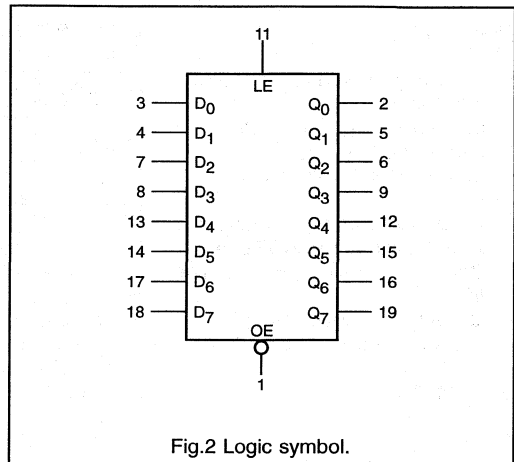 11
LE
3 D0 Q0 2
4 D1 Q1 5
7 D2 Q2 6
8 D3 Q3 9
13 D4 Q4 12
14 D5 Q5 15
17 D6 Q6 16
18 D7 Q7 19
OE
1
Fig.2 Logic symbol.